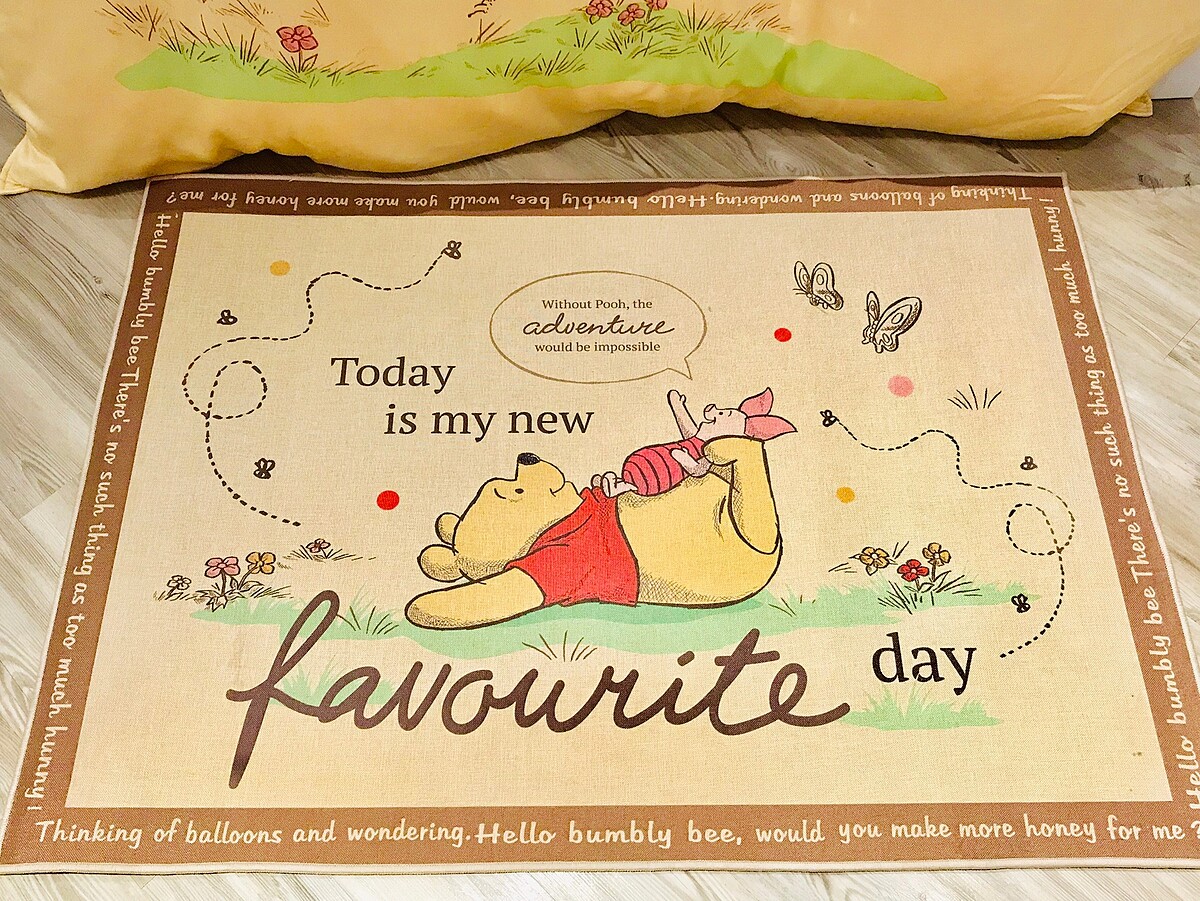 Thinking of balloons and wondering. Hello bumbly bee, would you make more honey for me?
Hello bumbly bee There's no such thing as too much hunny!
Without Pooh, the
adventure
would be impossible
Today
is my new
favourite
day
Hello bumbly bee There's no such thing as too much hunny!
Thinking of balloons and wondering. Hello bumbly bee, would you make more honey for me?